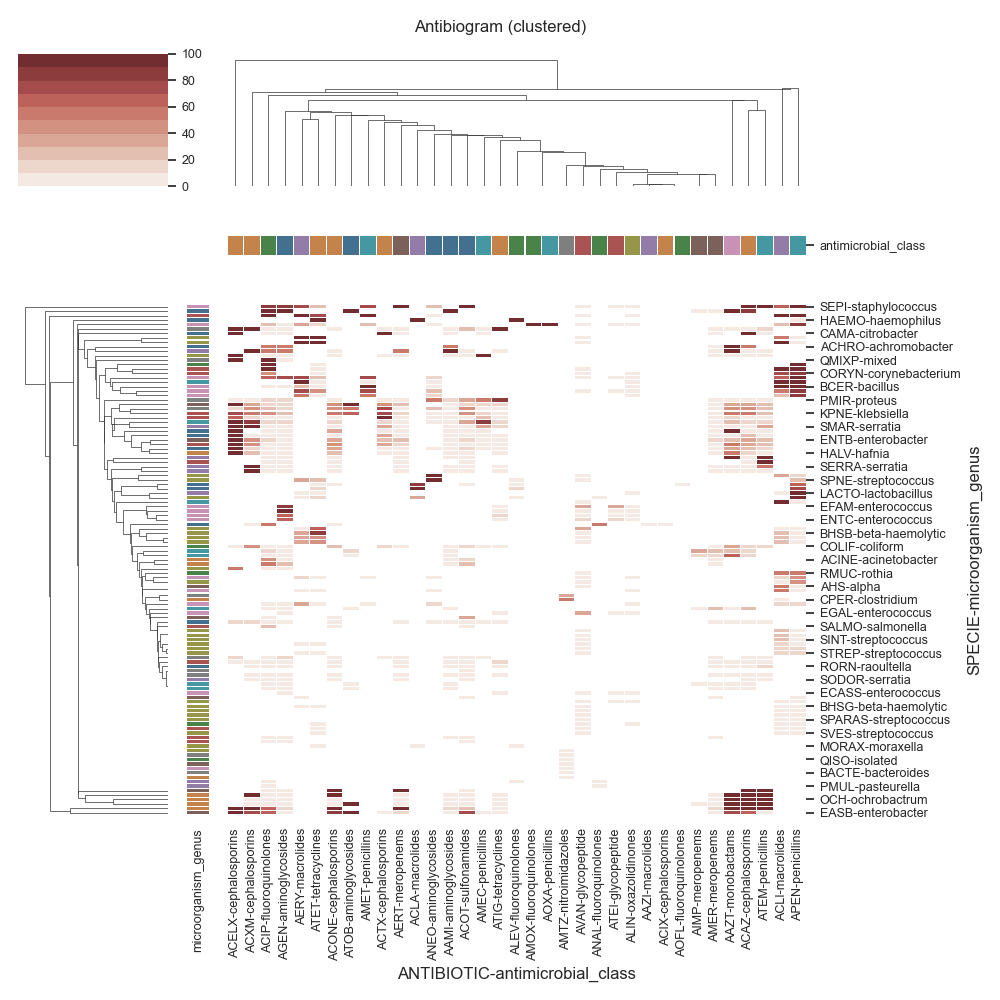 Antibiogram (clustered)
100
80
60
40
20
0
antimicrobial_class
SEPI-staphylococcus
HAEMO-haemophilus
CAMA-citrobacter
ACHRO-achromobacter
QMIXP-mixed
CORYN-corynebacterium
BCER-bacillus
PMIR-proteus
KPNE-klebsiella
SMAR-serratia
ENTB-enterobacter
HALV-hafnia
SERRA-serratia
SPNE-streptococcus
LACTO-lactobacillus
EFAM-enterococcus
ENTC-enterococcus
BHSB-beta-haemolytic
COLIF-coliform
ACINE-acinetobacter
RMUC-rothia
AHS-alpha
CPER-clostridium
EGAL-enterococcus
SALMO-salmonella
SINT-streptococcus
STREP-streptococcus
RORN-raoultella
SODOR-serratia
ECASS-enterococcus
BHSG-beta-haemolytic
SPARAS-streptococcus
SVES-streptococcus
MORAX-moraxella
QISO-isolated
BACTE-bacteroides
PMUL-pasteurella
OCH-ochrobactrum
EASB-enterobacter
SPECIE-microorganism_genus
microorganism_genus
ACELX-cephalosporins
ACXM-cephalosporins
ACIP-fluoroquinolones
AGEN-aminoglycosides
AERY-macrolides
ATET-tetracyclines
ACONE-cephalosporins
ATOB-aminoglycosides
AMET-penicillins
ACTX-cephalosporins
AERT-meropenems
ACLA-macrolides
ANEO-aminoglycosides
AAMI-aminoglycosides
ACOT-sulfonamides
AMEC-penicillins
ATIG-tetracyclines
ALEV-fluoroquinolones
AMOX-fluoroquinolones
AOXA-penicillin
AMTZ-nitroimidazoles
AVAN-glycopeptide
ANAL-fluoroquinolones
ATEI-glycopeptide
ALIN-oxazolidinones
AAZI-macrolides
ACIX-cephalosporins
AOFL-fluoroquinolones
AIMP-meropenems
AMER-meropenems
AAZT-monobactams
ACAZ-cephalosporins
ATEM-penicillins
ACLI-macrolides
APEN-penicillins
ANTIBIOTIC-antimicrobial_class